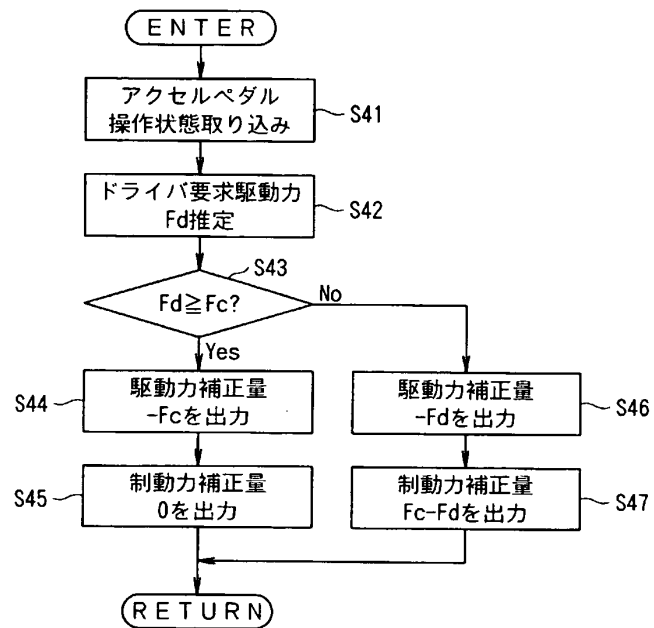 ENTER
アクセルペダル
操作状態取り込み
S41
ドライバ要求駆動力
Fd推定
S42
S43
Fd≧Fc?
No
Yes
S44
駆動力補正量
-Fcを出力
駆動力補正量
-Fdを出力
S46
S45
制動力補正量
0を出力
制動力補正量
Fc-Fdを出力
S47
RETURN